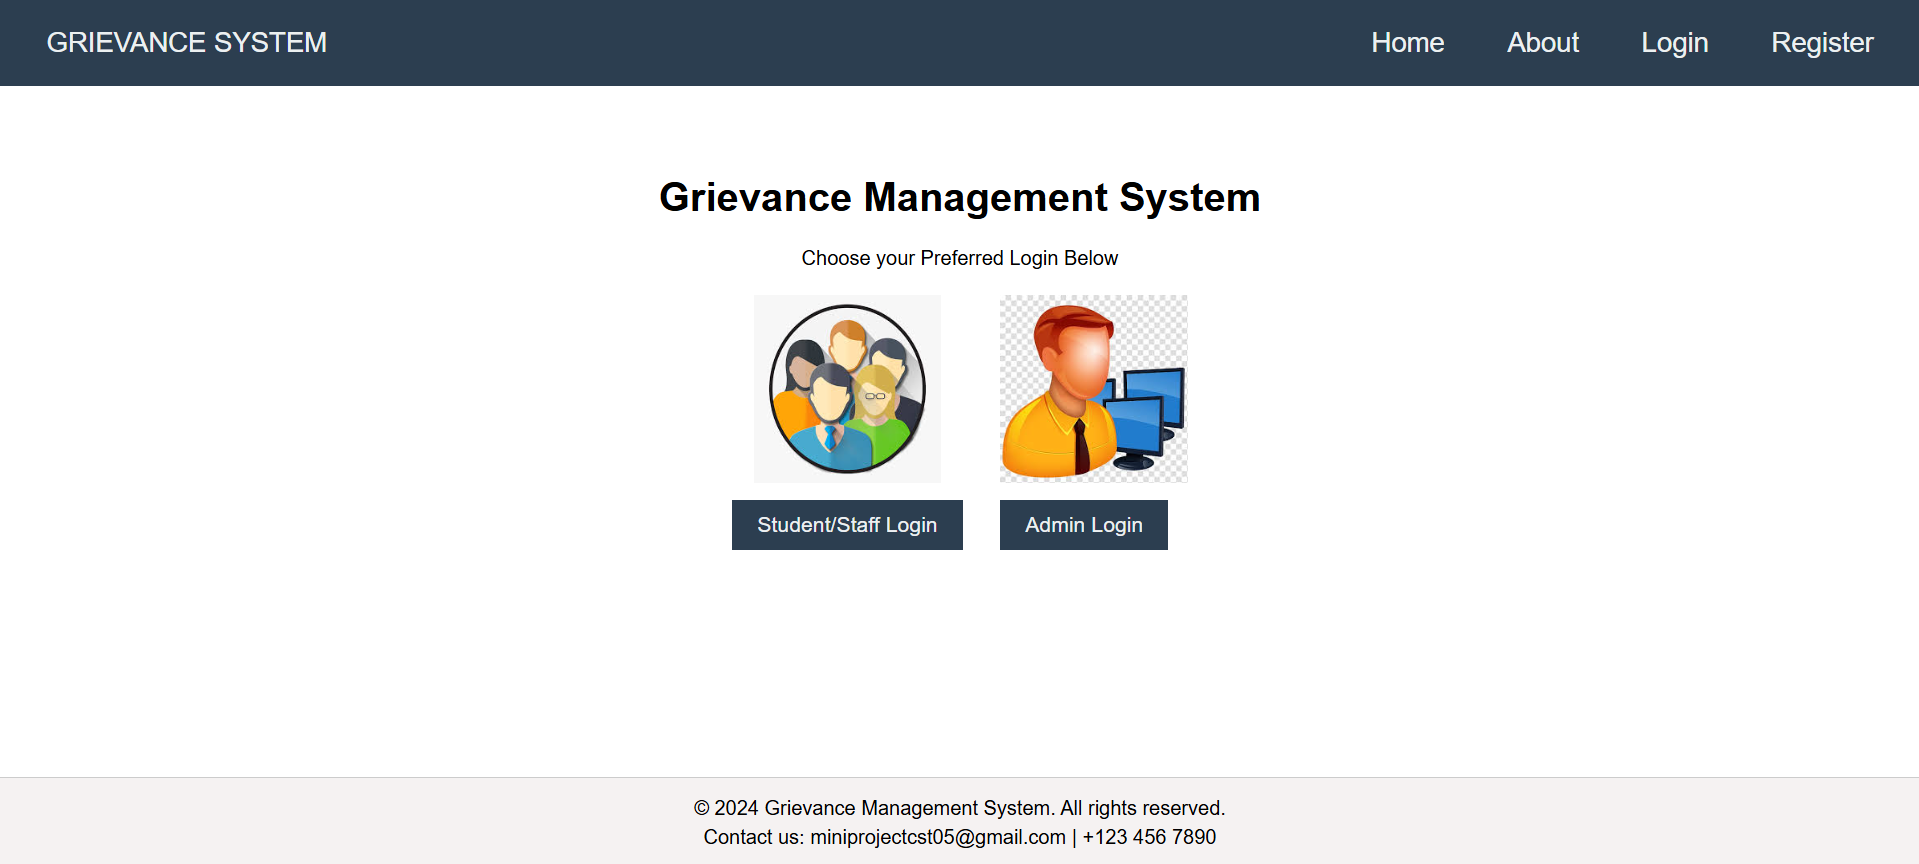 GRIEVANCE SYSTEM
Home About Login Register
Grievance Management System
Choose your Preferred Login Below
Student/Staff Login
Admin Login
© 2024 Grievance Management System. All rights reserved.
Contact us: miniprojectcst05@gmail.com | +123 456 7890